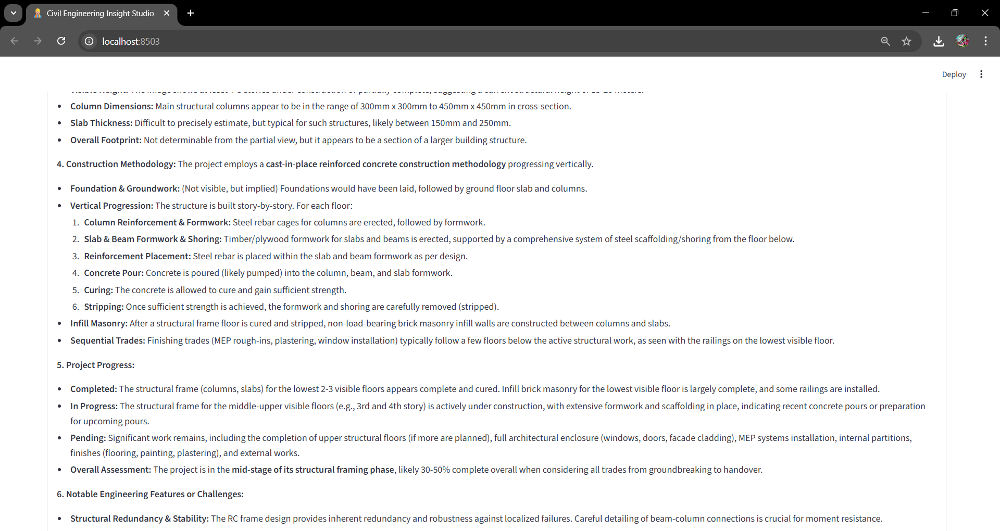 Civil Engineering Insight Studio
localhost:8503
Deploy
Column Dimensions: Main structural columns appear to be in the range of 300mm x 300mm to 450mm x 450mm in cross-section.
Slab Thickness: Difficult to precisely estimate, but typical for such structures, likely between 150mm and 250mm.
Overall Footprint: Not determinable from the partial view, but it appears to be a section of a larger building structure.
4. Construction Methodology: The project employs a cast-in-place reinforced concrete construction methodology progressing vertically.
Foundation & Groundwork: (Not visible, but implied) Foundations would have been laid, followed by ground floor slab and columns.
Vertical Progression: The structure is built story-by-story. For each floor:
1. Column Reinforcement & Formwork: Steel rebar cages for columns are erected, followed by formwork.
2. Slab & Beam Formwork & Shoring: Timber/plywood formwork for slabs and beams is erected, supported by a comprehensive system of steel scaffolding/shoring from the floor below.
3. Reinforcement Placement: Steel rebar is placed within the slab and beam formwork as per design.
4. Concrete Pour: Concrete is poured (likely pumped) into the column, beam, and slab formwork.
5. Curing: The concrete is allowed to cure and gain sufficient strength.
6. Stripping: Once sufficient strength is achieved, the formwork and shoring are carefully removed (stripped).
Infill Masonry: After a structural frame floor is cured and stripped, non-load-bearing brick masonry infill walls are constructed between columns and slabs.
Sequential Trades: Finishing trades (MEP rough-ins, plastering, window installation) typically follow a few floors below the active structural work, as seen with the railings on the lowest visible floor.
5. Project Progress:
Completed: The structural frame (columns, slabs) for the lowest 2-3 visible floors appears complete and cured. Infill brick masonry for the lowest visible floor is largely complete, and some railings are installed.
In Progress: The structural frame for the middle-upper visible floors (e.g., 3rd and 4th story) is actively under construction, with extensive formwork and scaffolding in place, indicating recent concrete pours or preparation
for upcoming pours.
Pending: Significant work remains, including the completion of upper structural floors (if more are planned), full architectural enclosure (windows, doors, facade cladding), MEP systems installation, internal partitions,
finishes (flooring, painting, plastering), and external works.
Overall Assessment: The project is in the mid-stage of its structural framing phase, likely 30-50% complete overall when considering all trades from groundbreaking to handover.
6. Notable Engineering Features or Challenges:
Structural Redundancy & Stability: The RC frame design provides inherent redundancy and robustness against localized failures. Careful detailing of beam-column connections is crucial for moment resistance.